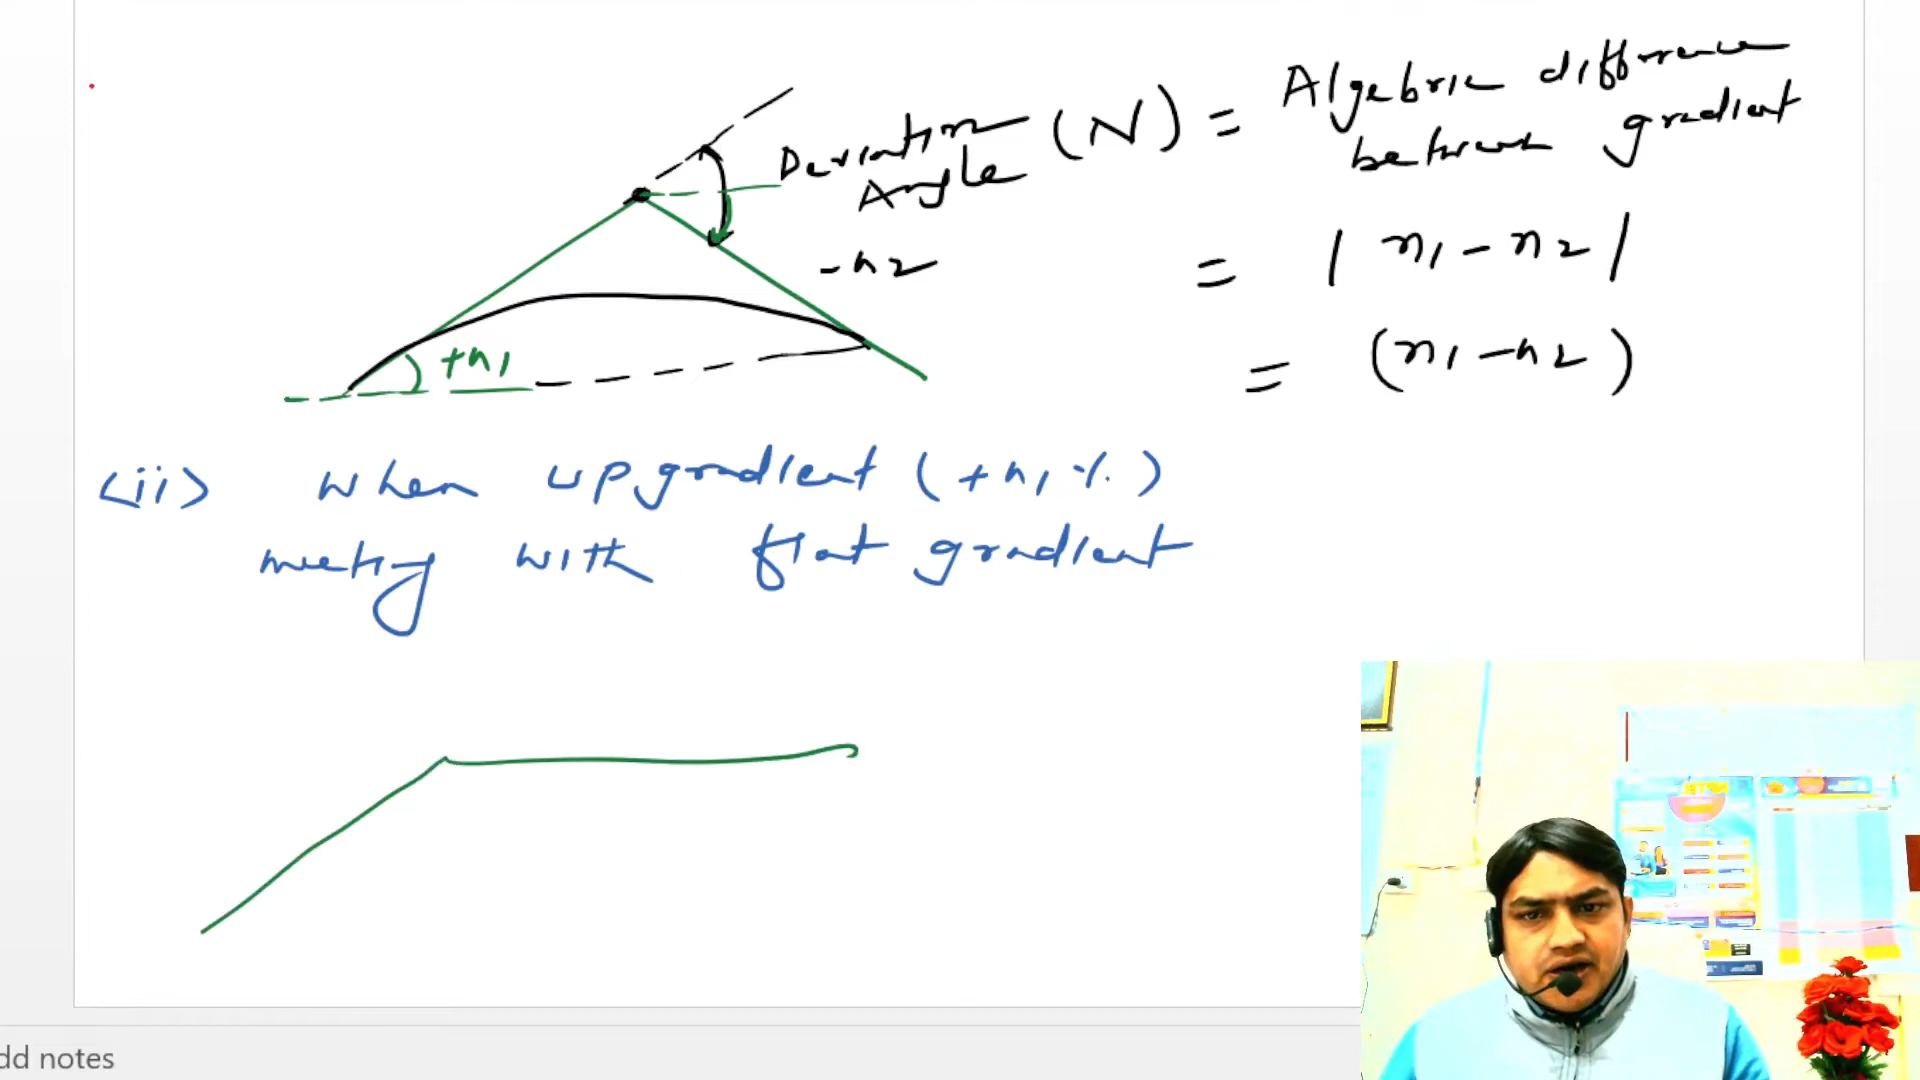 Deviation
Angle (N) = Algebric difference
between gradient
-n2
= | n1 - n2 |
= (n1 - n2)
+n1
<ii> when upgradient (+n1 %)
meeting with flat gradient
dd notes